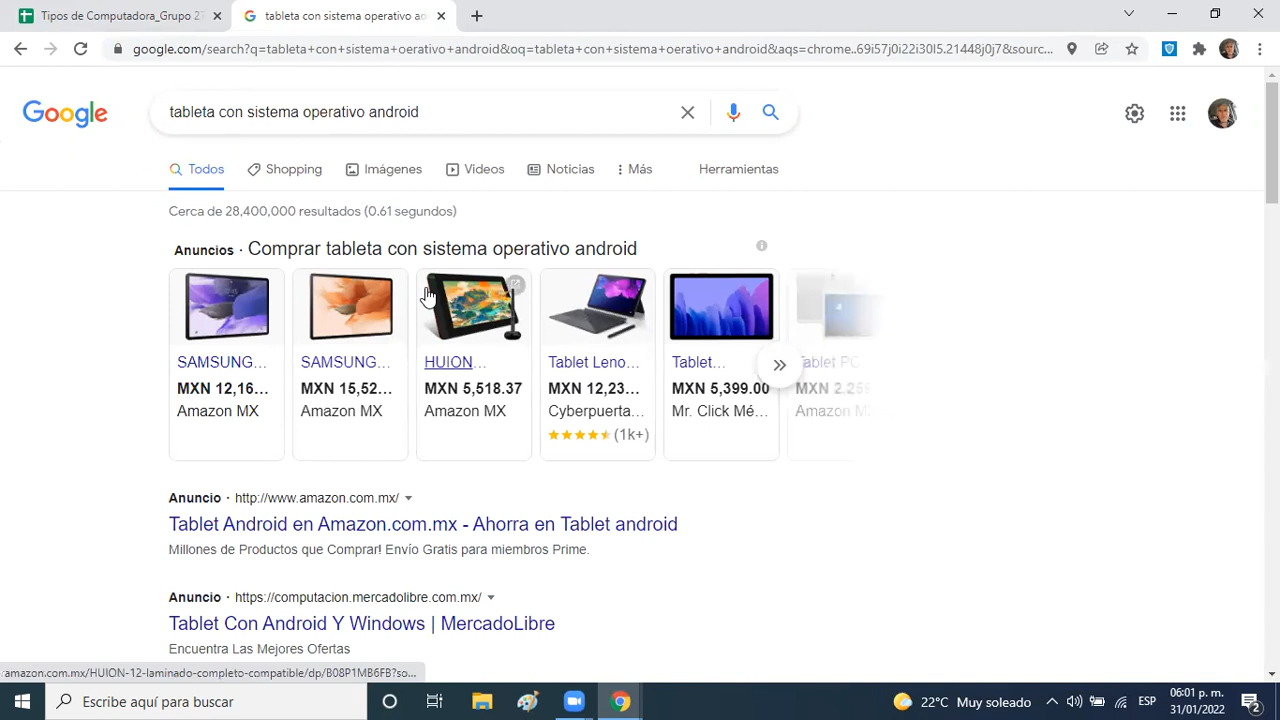 Tipos de Computadora_Grupo 2
tableta con sistema operativo an
google.com/search?q=tableta+con+sistema+oerativo+android&oq=tableta+con+sistema+oerativo+android&aqs=chrome..69i57j0i22i30l5.21448j0j7&sourc...
Google
tableta con sistema operativo android
Todos Shopping Imágenes Videos Noticias Más Herramientas
Cerca de 28,400,000 resultados (0.61 segundos)
Anuncios · Comprar tableta con sistema operativo android
SAMSUNG... SAMSUNG... HUION... Tablet Leno... Tablet... Tablet PC
MXN 12,16... MXN 15,52... MXN 5,518.37 MXN 12,23... MXN 5,399.00 MXN 2,
Amazon MX Amazon MX Amazon MX Cyberpuerta... Mr. Click Mé... Amazon MX
(1k+)
Anuncio · http://www.amazon.com.mx/
Tablet Android en Amazon.com.mx - Ahorra en Tablet android
Millones de Productos que Comprar! Envío Gratis para miembros Prime.
Anuncio · https://computacion.mercadolibre.com.mx/
Tablet Con Android Y Windows | MercadoLibre
Encuentra Las Mejores Ofertas
amazon.com.mx/HUION-12-laminado-completo-compatible/dp/B08P1MB6FB?so...
Escribe aquí para buscar
22°C Muy soleado
ESP
06:01 p. m.
31/01/2022
2